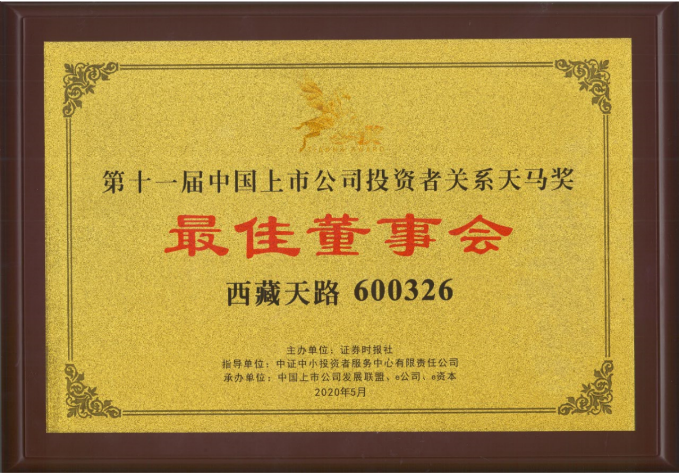 TIANMA AWARD
第十一届中国上市公司投资者关系天马奖
最佳董事会
西藏天路 600326
主办单位：证券时报社
指导单位：中证中小投资者服务中心有限责任公司
承办单位：中国上市公司发展联盟、e公司、e资本
2020年5月